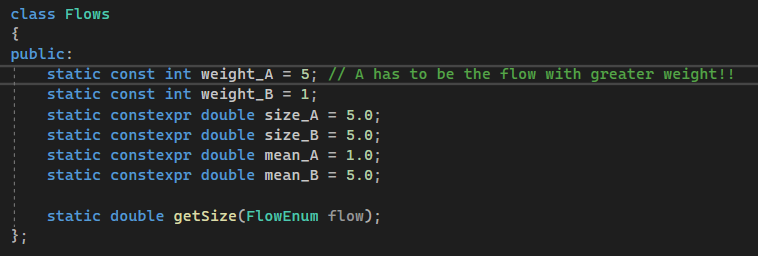 class Flows
{
public:
static const int weight_A = 5; // A has to be the flow with greater weight!!
static const int weight_B = 1;
static constexpr double size_A = 5.0;
static constexpr double size_B = 5.0;
static constexpr double mean_A = 1.0;
static constexpr double mean_B = 5.0;
static double getSize(FlowEnum flow);
};